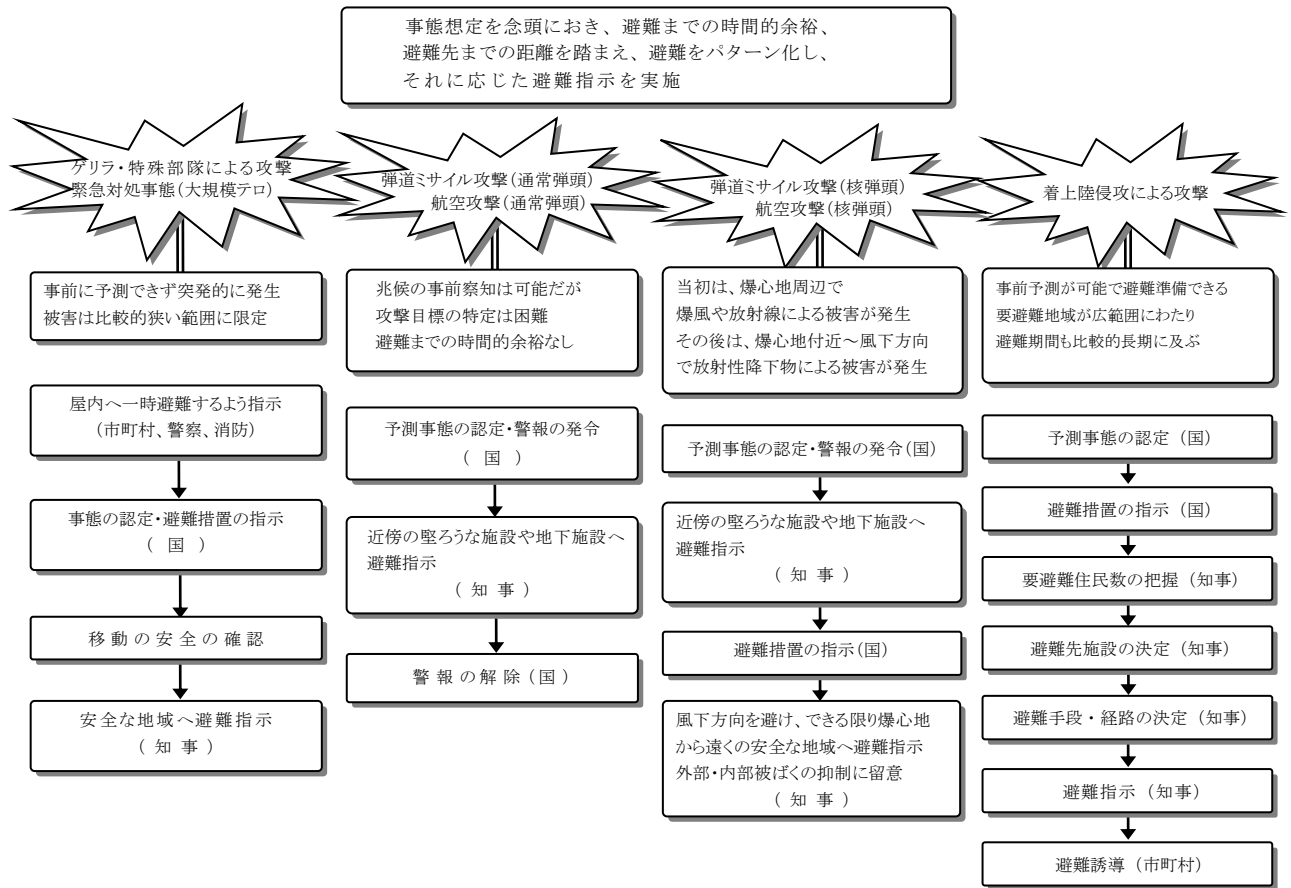 事態想定を念頭におき、避難までの時間的余裕、
避難先までの距離を踏まえ、避難をパターン化し、
それに応じた避難指示を実施
ゲリラ・特殊部隊による攻撃
緊急対処事態(大規模テロ)
事前に予測できず突発的に発生
被害は比較的狭い範囲に限定
屋内へ一時避難するよう指示
(市町村、警察、消防)
事態の認定・避難措置の指示
(国)
移動の安全の確認
安全な地域へ避難指示
(知事)
弾道ミサイル攻撃(通常弾頭)
航空攻撃(通常弾頭)
兆候の事前察知は可能だが
攻撃目標の特定は困難
避難までの時間的余裕なし
予測事態の認定・警報の発令
(国)
近傍の堅ろうな施設や地下施設へ
避難指示
(知事)
警報の解除(国)
弾道ミサイル攻撃(核弾頭)
航空攻撃(核弾頭)
当初は、爆心地周辺で
爆風や放射線による被害が発生
その後は、爆心地付近～風下方向
で放射性降下物による被害が発生
予測事態の認定・警報の発令(国)
近傍の堅ろうな施設や地下施設へ
避難指示
(知事)
避難措置の指示(国)
風下方向を避け、できる限り爆心地
から遠くの安全な地域へ避難指示
外部・内部被ばくの抑制に留意
(知事)
着上陸侵攻による攻撃
事前予測が可能で避難準備できる
要避難地域が広範囲にわたり
避難期間も比較的長期に及ぶ
予測事態の認定(国)
避難措置の指示(国)
要避難住民数の把握(知事)
避難先施設の決定(知事)
避難手段・経路の決定(知事)
避難指示(知事)
避難誘導(市町村)